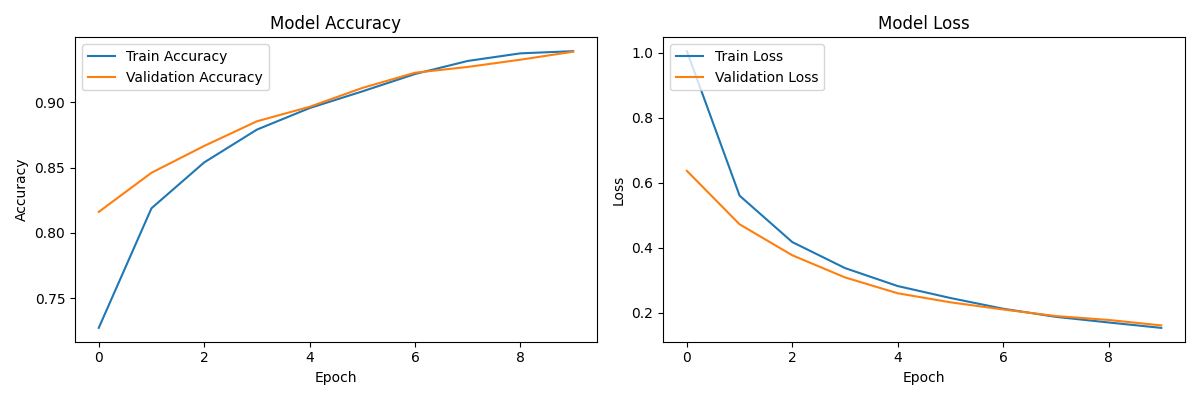 Model Accuracy
Train Accuracy
Validation Accuracy
Accuracy
0.90
0.85
0.80
0.75
0 2 4 6 8
Epoch
Model Loss
Train Loss
Validation Loss
Loss
1.0
0.8
0.6
0.4
0.2
0 2 4 6 8
Epoch